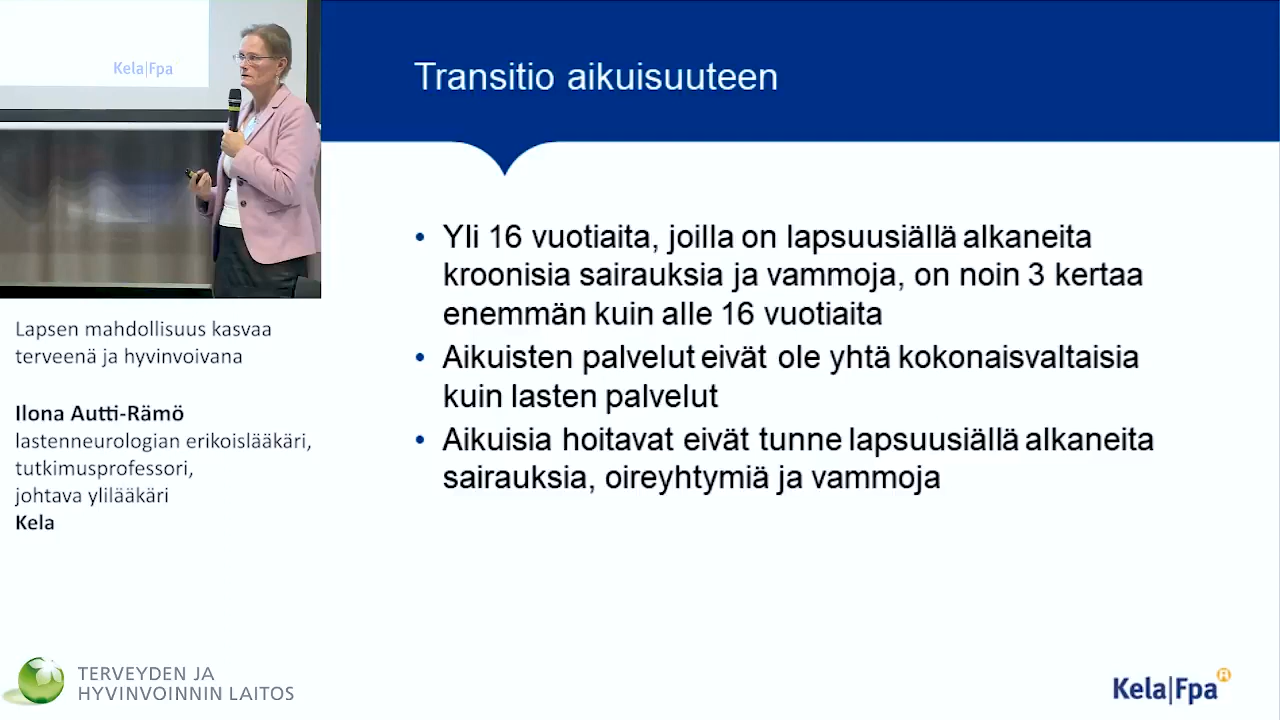 Kela|Fpa
Transitio aikuisuuteen
• Yli 16 vuotiaita, joilla on lapsuusiällä alkaneita
kroonisia sairauksia ja vammoja, on noin 3 kertaa
enemmän kuin alle 16 vuotiaita
• Aikuisten palvelut eivät ole yhtä kokonaisvaltaisia
kuin lasten palvelut
• Aikuisia hoitavat eivät tunne lapsuusiällä alkaneita
sairauksia, oireyhtymiä ja vammoja
Lapsen mahdollisuus kasvaa
terveenä ja hyvinvoivana
Ilona Autti-Rämö
lastenneurologian erikoislääkäri,
tutkimusprofessori,
johtava ylilääkäri
Kela
TERVEYDEN JA
HYVINVOINNIN LAITOS
Kela|Fpa